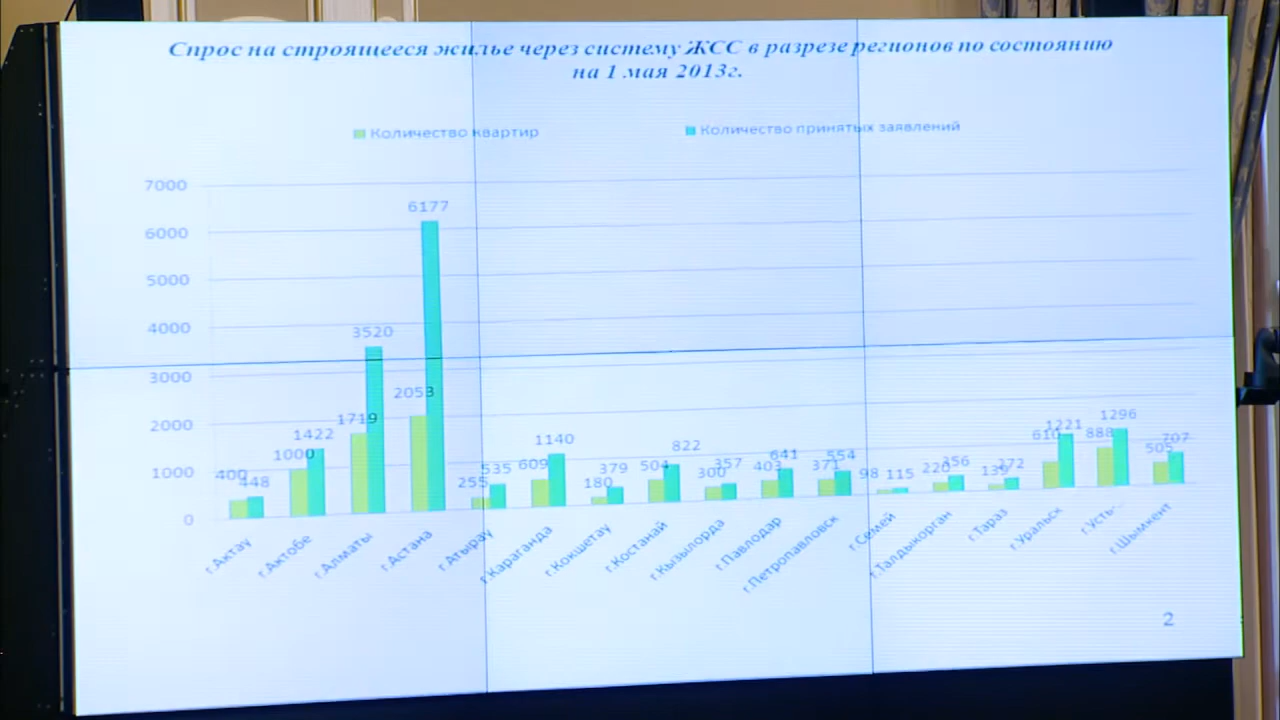 Спрос на строящееся жилье через систему ЖСС в разрезе регионов по состоянию
на 1 мая 2013г.
Количество квартир
Количество принятых заявлений
7000
6000
5000
4000
3000
2000
1000
0
400
448
1000
1422
1719
3520
2053
6177
255
535
609
1140
180
379
504
822
300
357
403
641
371
554
98
115
220
356
139
272
610
1221
888
1296
505
707
г.Актау
г.Актобе
г.Алматы
г.Астана
г.Атырау
г.Караганда
г.Кокшетау
г.Костанай
г.Кызылорда
г.Павлодар
г.Петропавловск
г.Семей
г.Талдыкорган
г.Тараз
г.Уральск
г.Усть-...
г.Шымкент
2